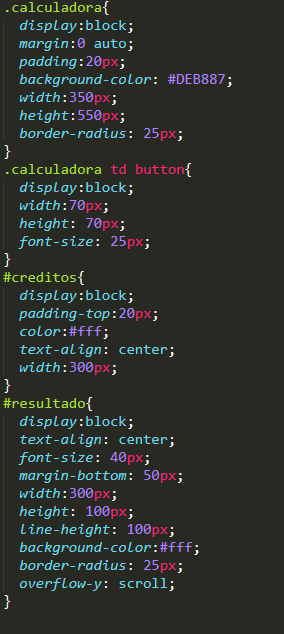 .calculadora{
  display:block;
  margin:0 auto;
  padding:20px;
  background-color: #DEB887;
  width:350px;
  height:550px;
  border-radius: 25px;
}
.calculadora td button{
  display:block;
  width:70px;
  height: 70px;
  font-size: 25px;
}
#creditos{
  display:block;
  padding-top:20px;
  color:#fff;
  text-align: center;
  width:300px;
}
#resultado{
  display:block;
  text-align: center;
  font-size: 40px;
  margin-bottom: 50px;
  width:300px;
  height: 100px;
  line-height: 100px;
  background-color:#fff;
  border-radius: 25px;
  overflow-y: scroll;
}